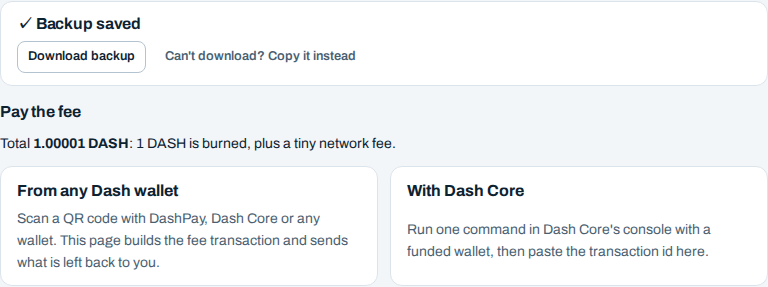 ✓ Backup saved
Download backup
Can't download? Copy it instead
Pay the fee
Total 1.00001 DASH: 1 DASH is burned, plus a tiny network fee.
From any Dash wallet
Scan a QR code with DashPay, Dash Core or any
wallet. This page builds the fee transaction and sends
what is left back to you.
With Dash Core
Run one command in Dash Core's console with a
funded wallet, then paste the transaction id here.